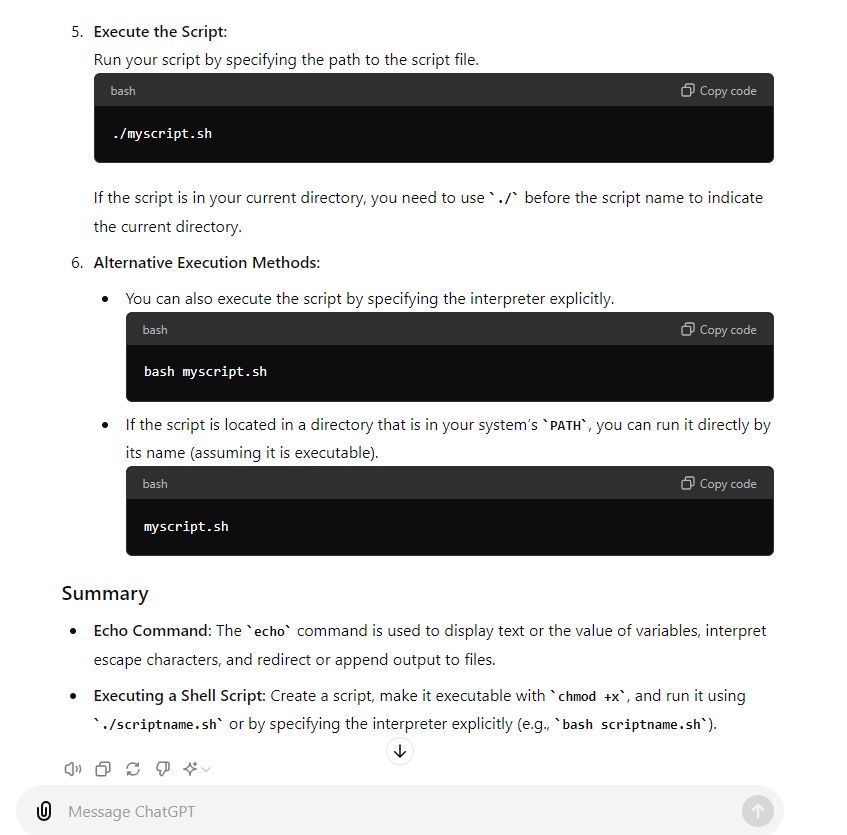 5. Execute the Script:
Run your script by specifying the path to the script file.
bash Copy code
./myscript.sh
If the script is in your current directory, you need to use `./` before the script name to indicate
the current directory.
6. Alternative Execution Methods:
• You can also execute the script by specifying the interpreter explicitly.
bash Copy code
bash myscript.sh
• If the script is located in a directory that is in your system's `PATH`, you can run it directly by
its name (assuming it is executable).
bash Copy code
myscript.sh
Summary
• Echo Command: The `echo` command is used to display text or the value of variables, interpret
escape characters, and redirect or append output to files.
• Executing a Shell Script: Create a script, make it executable with `chmod +x`, and run it using
`./scriptname.sh` or by specifying the interpreter explicitly (e.g., `bash scriptname.sh`).
Message ChatGPT